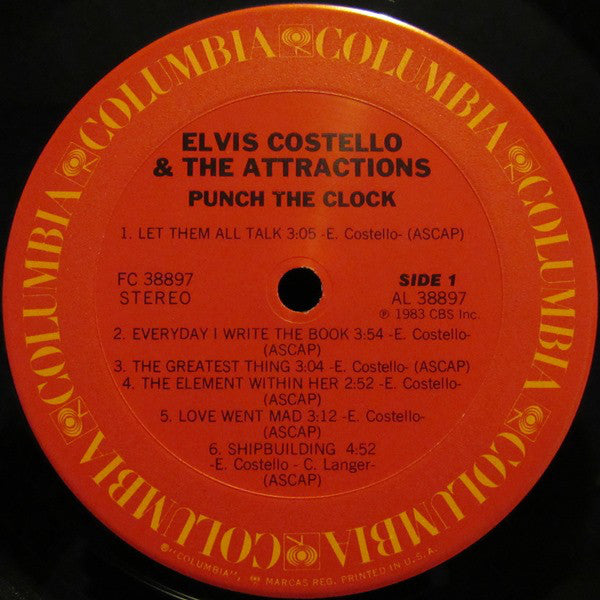 COLUMBIA COLUMBIA COLUMBIA COLUMBIA COLUMBIA COLUMBIA
ELVIS COSTELLO
& THE ATTRACTIONS
PUNCH THE CLOCK
1. LET THEM ALL TALK 3:05 -E. Costello- (ASCAP)
FC 38897
STEREO
SIDE 1
AL 38897
℗ 1983 CBS Inc.
2. EVERYDAY I WRITE THE BOOK 3:54 -E. Costello-
(ASCAP)
3. THE GREATEST THING 3:04 -E. Costello- (ASCAP)
4. THE ELEMENT WITHIN HER 2:52 -E. Costello-
(ASCAP)
5. LOVE WENT MAD 3:12 -E. Costello-
(ASCAP)
6. SHIPBUILDING 4:52
-E. Costello - C. Langer-
(ASCAP)
"COLUMBIA", MARCAS REG. PRINTED IN U.S.A.